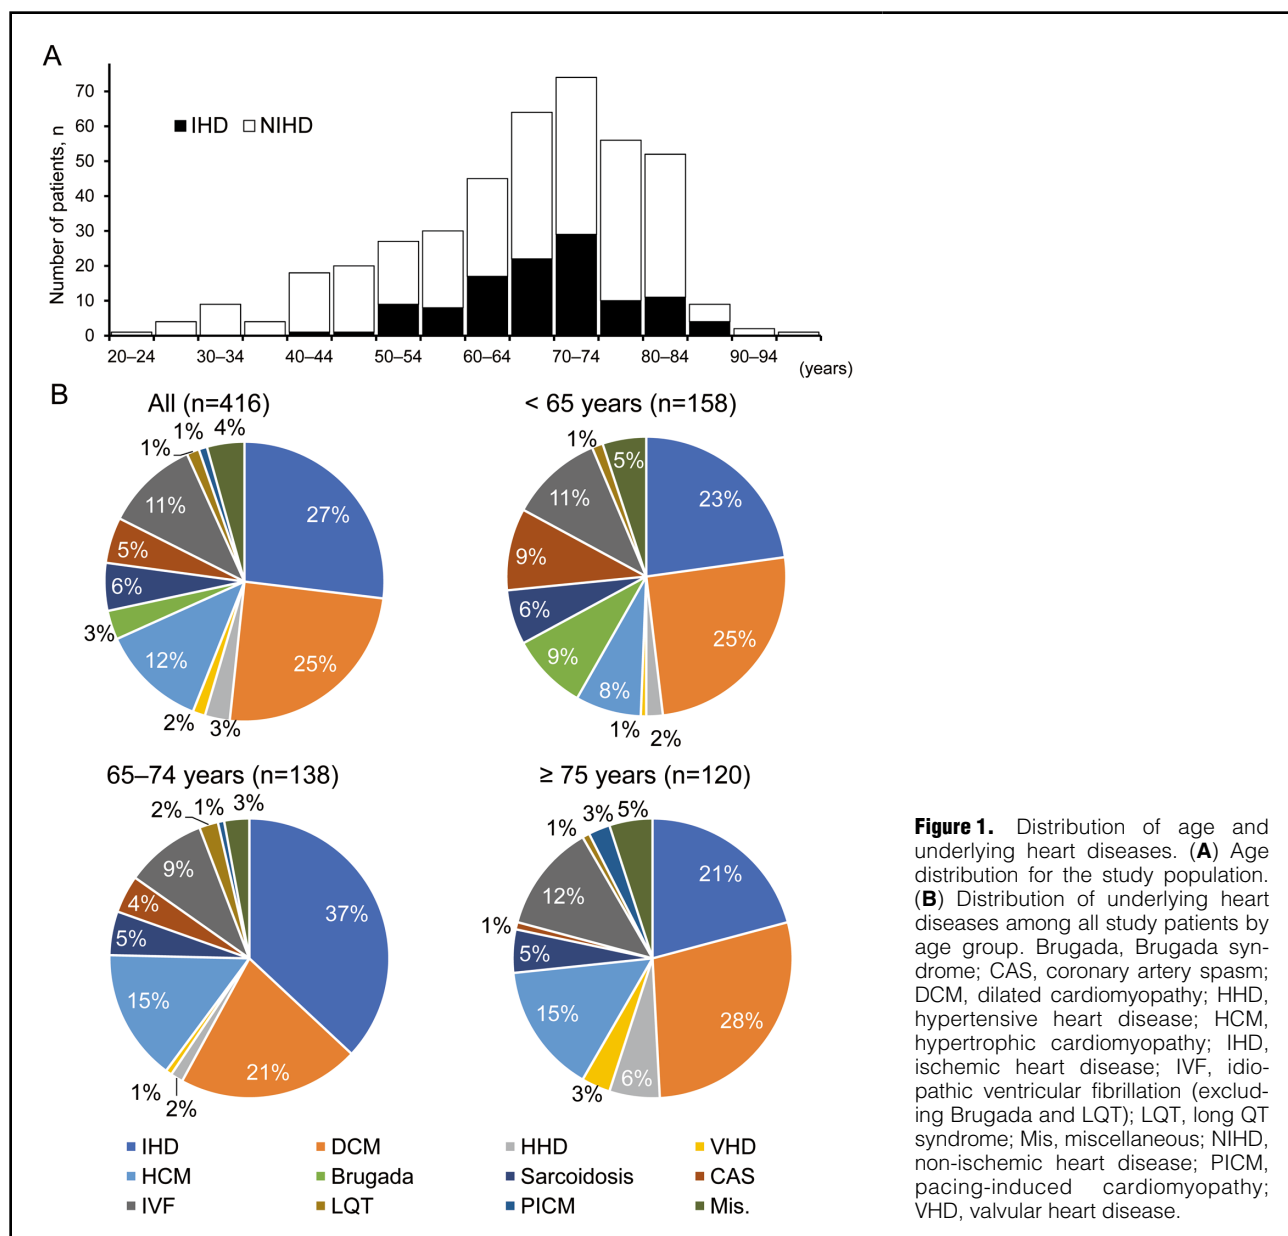 A
Number of patients, n
70
60
50
40
30
20
10
0
IHD NIHD
20–24 30–34 40–44 50–54 60–64 70–74 80–84 90–94
(years)
B
All (n=416)
1% 1% 4%
27%
25%
3%
2%
12%
3%
6%
5%
11%
< 65 years (n=158)
1% 5%
23%
25%
2%
1%
8%
9%
6%
9%
11%
65–74 years (n=138)
2% 1% 3%
37%
21%
2%
1%
15%
5%
4%
9%
≥ 75 years (n=120)
1% 3% 5%
21%
28%
6%
3%
15%
5%
1%
12%
IHD DCM HHD VHD
HCM Brugada Sarcoidosis CAS
IVF LQT PICM Mis.
Figure 1. Distribution of age and
underlying heart diseases. (A) Age
distribution for the study population.
(B) Distribution of underlying heart
diseases among all study patients by
age group. Brugada, Brugada syn-
drome; CAS, coronary artery spasm;
DCM, dilated cardiomyopathy; HHD,
hypertensive heart disease; HCM,
hypertrophic cardiomyopathy; IHD,
ischemic heart disease; IVF, idio-
pathic ventricular fibrillation (exclud-
ing Brugada and LQT); LQT, long QT
syndrome; Mis, miscellaneous; NIHD,
non-ischemic heart disease; PICM,
pacing-induced cardiomyopathy;
VHD, valvular heart disease.